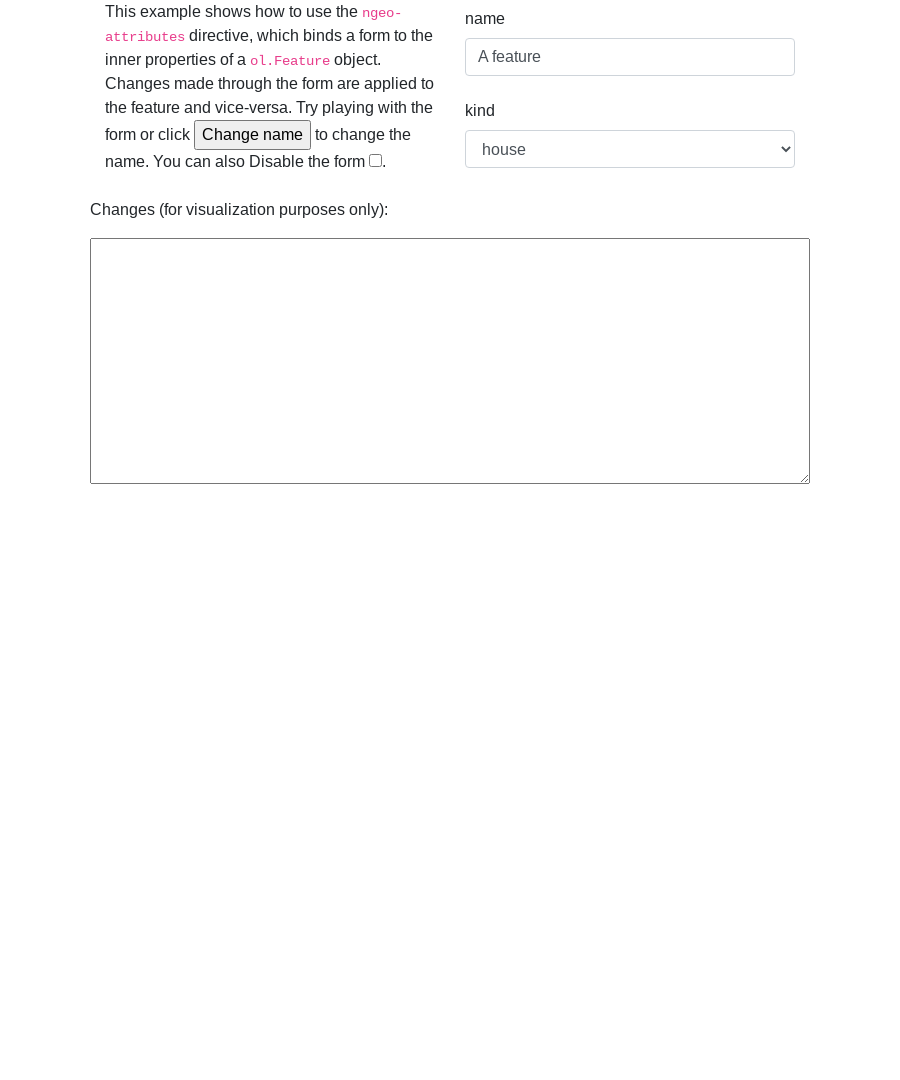 This example shows how to use the ngeo-
attributes directive, which binds a form to the
inner properties of a ol.Feature object.
Changes made through the form are applied to
the feature and vice-versa. Try playing with the
form or click Change name to change the
name. You can also Disable the form .
name
A feature
kind
house
Changes (for visualization purposes only):